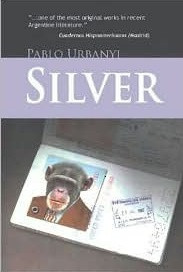 "...one of the most original works in recent
Argentine literature."
Cuadernos Hispanoamericanos (Madrid)
PABLO URBANYI
SILVER